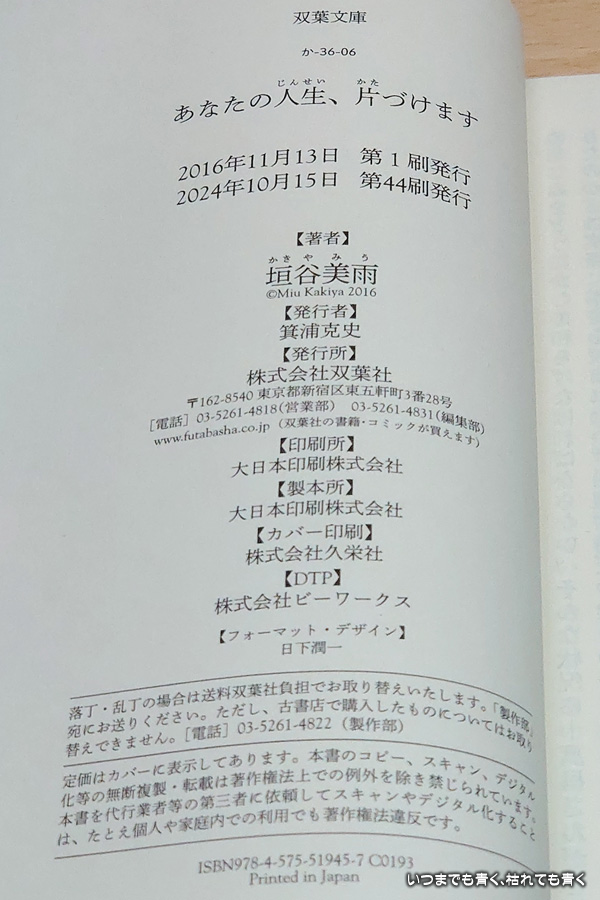 双葉文庫
か-36-06
じんせい かた
あなたの人生、片づけます
2016年11月13日 第1刷発行
2024年10月15日 第44刷発行
【著者】
かきやみう
垣谷美雨
©Miu Kakiya 2016
【発行者】
箕浦克史
【発行所】
株式会社双葉社
〒162-8540 東京都新宿区東五軒町3番28号
［電話］03-5261-4818(営業部) 03-5261-4831(編集部)
www.futabasha.co.jp（双葉社の書籍・コミックが買えます）
【印刷所】
大日本印刷株式会社
【製本所】
大日本印刷株式会社
【カバー印刷】
株式会社久栄社
【DTP】
株式会社ビーワークス
【フォーマット・デザイン】
日下潤一
落丁・乱丁の場合は送料双葉社負担でお取り替えいたします。「製作部」
宛にお送りください。ただし、古書店で購入したものについてはお取り
替えできません。［電話］03-5261-4822（製作部）
定価はカバーに表示してあります。本書のコピー、スキャン、デジタル
化等の無断複製・転載は著作権法上での例外を除き禁じられています。
本書を代行業者等の第三者に依頼してスキャンやデジタル化すること
は、たとえ個人や家庭内での利用でも著作権法違反です。
ISBN978-4-575-51945-7 C0193
Printed in Japan
いつまでも青く、枯れても青く